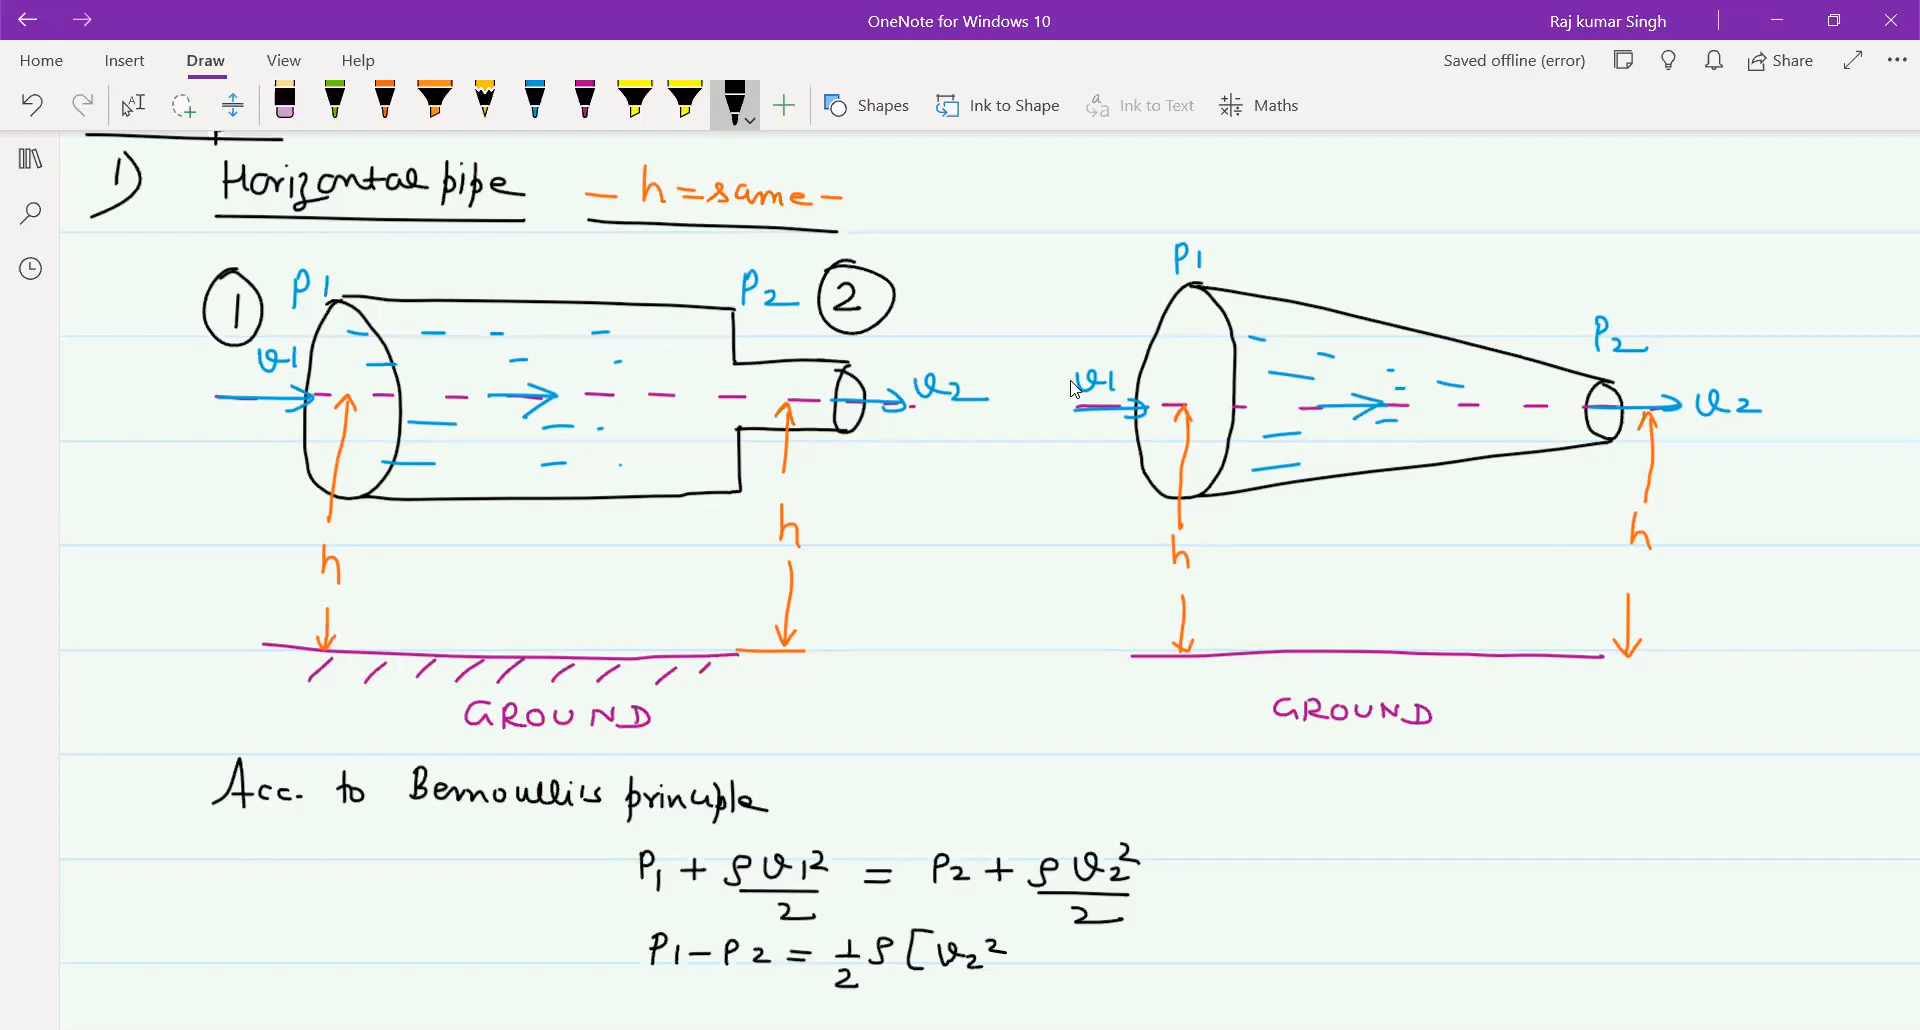 OneNote for Windows 10
Raj kumar Singh
Home Insert Draw View Help
Saved offline (error) Share
Shapes Ink to Shape Ink to Text Maths
1) Horizontal pipe - h = same -
1 P1 P2 2
v1 v2
h h
GROUND
P1
P2
v1 v2
h h
GROUND
Acc. to Bernoulli's principle
P₁ + ρv1²/2 = P2 + ρv₂²/2
P1 - P2 = ½ ρ [v₂²